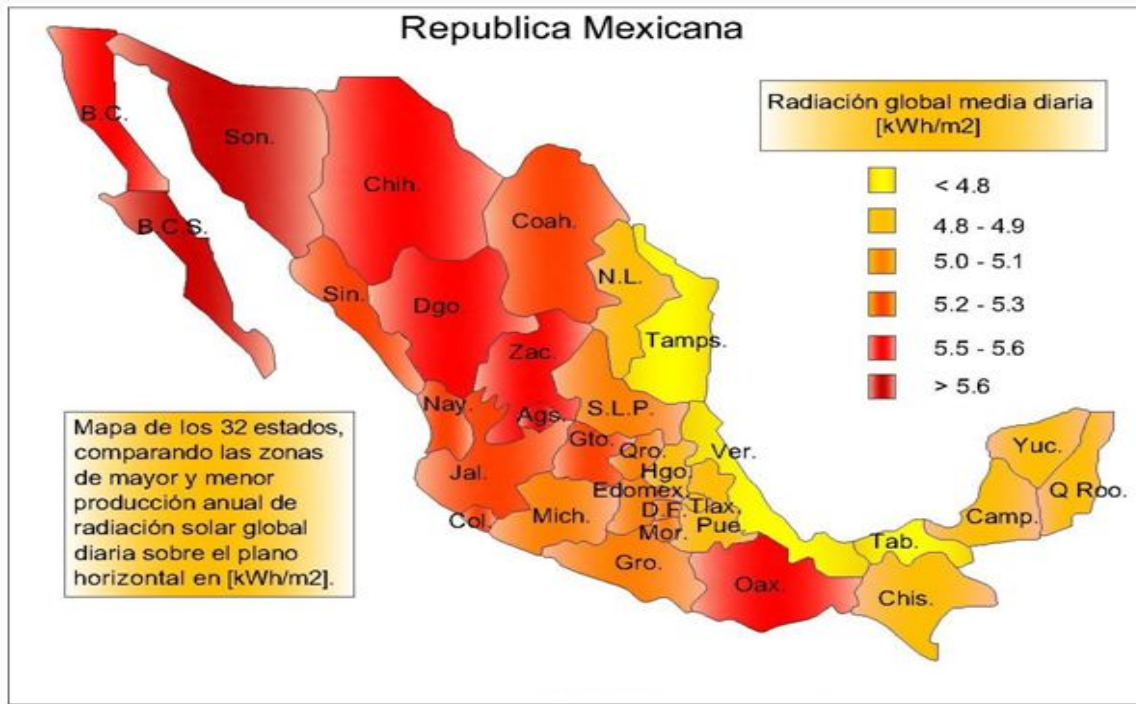 Republica Mexicana
Radiación global media diaria
[kWh/m2]
< 4.8
4.8 - 4.9
5.0 - 5.1
5.2 - 5.3
5.5 - 5.6
> 5.6
B.C.
Son.
Chih.
B.C.S.
Coah.
N.L.
Sin.
Dgo
Tamps.
Zac.
Nay.
Ags.
S.L.P.
Gto.
Qro.
Ver.
Hgo.
Jal.
Edomex.
Tlax.
Col.
Mich.
D.F.
Pue.
Mor.
Gro.
Oax.
Tab.
Chis.
Camp.
Yuc.
Q Roo.
Mapa de los 32 estados,
comparando las zonas
de mayor y menor
producción anual de
radiación solar global
diaria sobre el plano
horizontal en [kWh/m2].